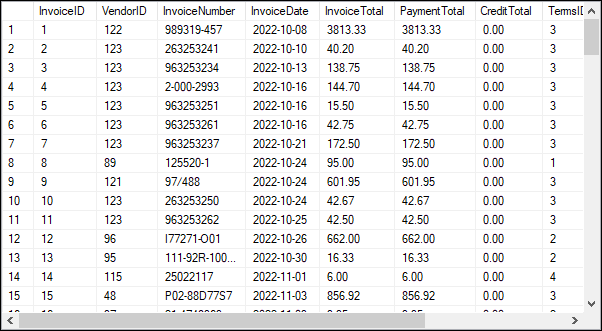 InvoiceID VendorID InvoiceNumber InvoiceDate InvoiceTotal PaymentTotal CreditTotal TermsID
1 1 122 989319-457 2022-10-08 3813.33 3813.33 0.00 3
2 2 123 263253241 2022-10-10 40.20 40.20 0.00 3
3 3 123 963253234 2022-10-13 138.75 138.75 0.00 3
4 4 123 2-000-2993 2022-10-16 144.70 144.70 0.00 3
5 5 123 963253251 2022-10-16 15.50 15.50 0.00 3
6 6 123 963253261 2022-10-16 42.75 42.75 0.00 3
7 7 123 963253237 2022-10-21 172.50 172.50 0.00 3
8 8 89 125520-1 2022-10-24 95.00 95.00 0.00 1
9 9 121 97/488 2022-10-24 601.95 601.95 0.00 3
10 10 123 263253250 2022-10-24 42.67 42.67 0.00 3
11 11 123 963253262 2022-10-25 42.50 42.50 0.00 3
12 12 96 I77271-O01 2022-10-26 662.00 662.00 0.00 2
13 13 95 111-92R-100... 2022-10-30 16.33 16.33 0.00 2
14 14 115 25022117 2022-11-01 6.00 6.00 0.00 4
15 15 48 P02-88D77S7 2022-11-03 856.92 856.92 0.00 3